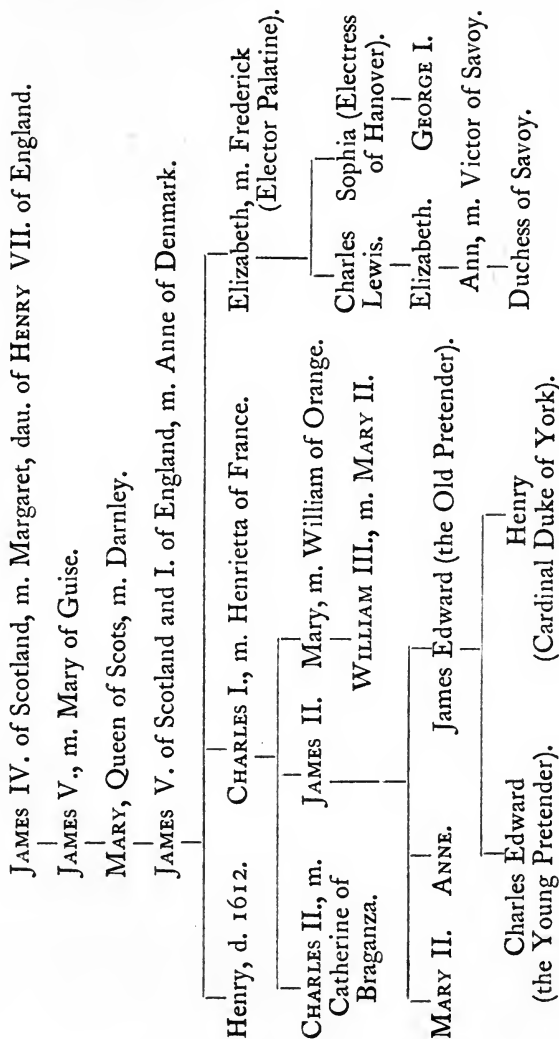 JAMES IV. of Scotland, m. Margaret, dau. of HENRY VII. of England.
JAMES V., m. Mary of Guise.
MARY, Queen of Scots, m. Darnley.
JAMES V. of Scotland and I. of England, m. Anne of Denmark.
Henry, d. 1612.
CHARLES I., m. Henrietta of France.
Elizabeth, m. Frederick
(Elector Palatine).
CHARLES II., m.
Catherine of
Braganza.
JAMES II.
Mary, m. William of Orange.
WILLIAM III., m. MARY II.
Charles
Lewis.
Sophia (Electress
of Hanover).
Elizabeth.
GEORGE I.
Ann, m. Victor of Savoy.
Duchess of Savoy.
MARY II.
ANNE.
James Edward (the Old Pretender).
Charles Edward
(the Young Pretender).
Henry
(Cardinal Duke of York).